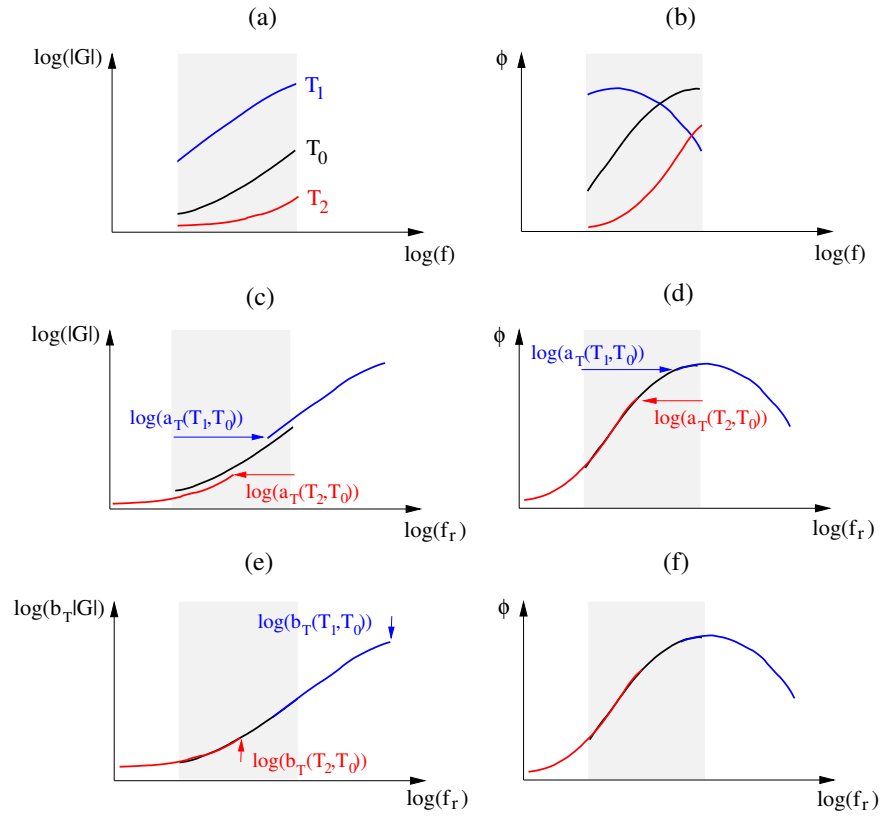 (a)
log(|G|)
T1
T0
T2
log(f)
(b)
ϕ
log(f)
(c)
log(|G|)
log(aT(T1,T0))
log(aT(T2,T0))
log(fr)
(d)
ϕ
log(aT(T1,T0))
log(aT(T2,T0))
log(fr)
(e)
log(bT|G|)
log(bT(T1,T0))
log(bT(T2,T0))
log(fr)
(f)
ϕ
log(fr)